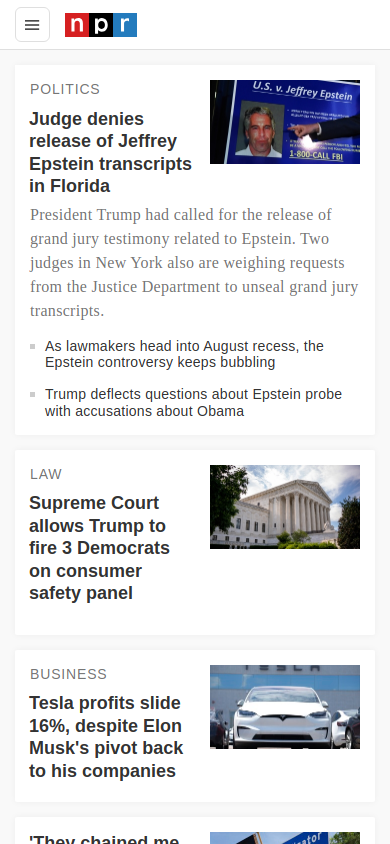 npr
POLITICS
Judge denies
release of Jeffrey
Epstein transcripts
in Florida
U.S. v. Jeffrey Epstein
1-800-CALL FBI
President Trump had called for the release of
grand jury testimony related to Epstein. Two
judges in New York also are weighing requests
from the Justice Department to unseal grand jury
transcripts.
As lawmakers head into August recess, the
Epstein controversy keeps bubbling
Trump deflects questions about Epstein probe
with accusations about Obama
LAW
Supreme Court
allows Trump to
fire 3 Democrats
on consumer
safety panel
BUSINESS
Tesla profits slide
16%, despite Elon
Musk's pivot back
to his companies
TESLA
'They chained me